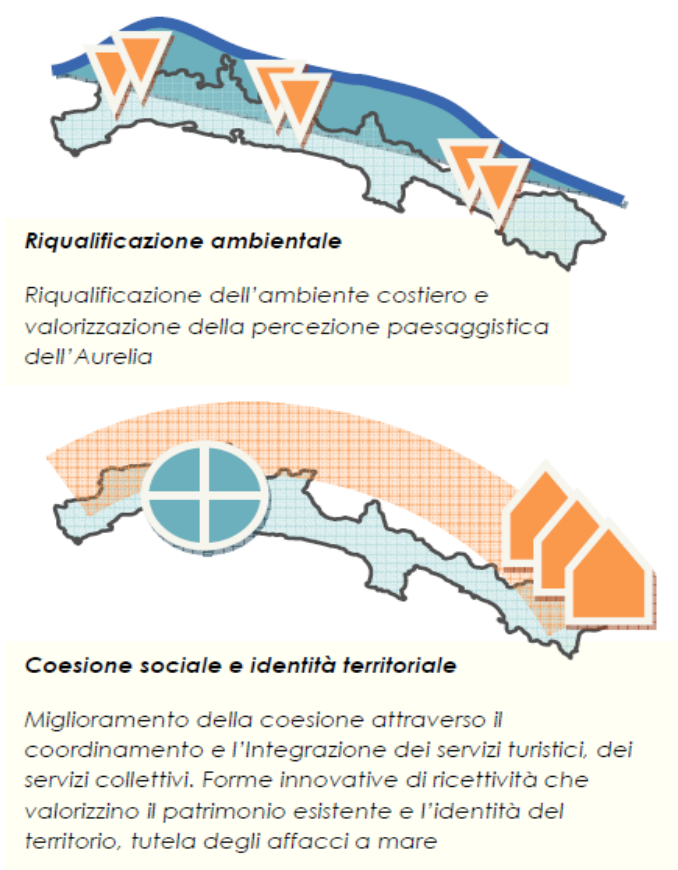 Riqualificazione ambientale
Riqualificazione dell'ambiente costiero e
valorizzazione della percezione paesaggistica
dell'Aurelia
Coesione sociale e identità territoriale
Miglioramento della coesione attraverso il
coordinamento e l'Integrazione dei servizi turistici, dei
servizi collettivi. Forme innovative di ricettività che
valorizzino il patrimonio esistente e l'identità del
territorio, tutela degli affacci a mare